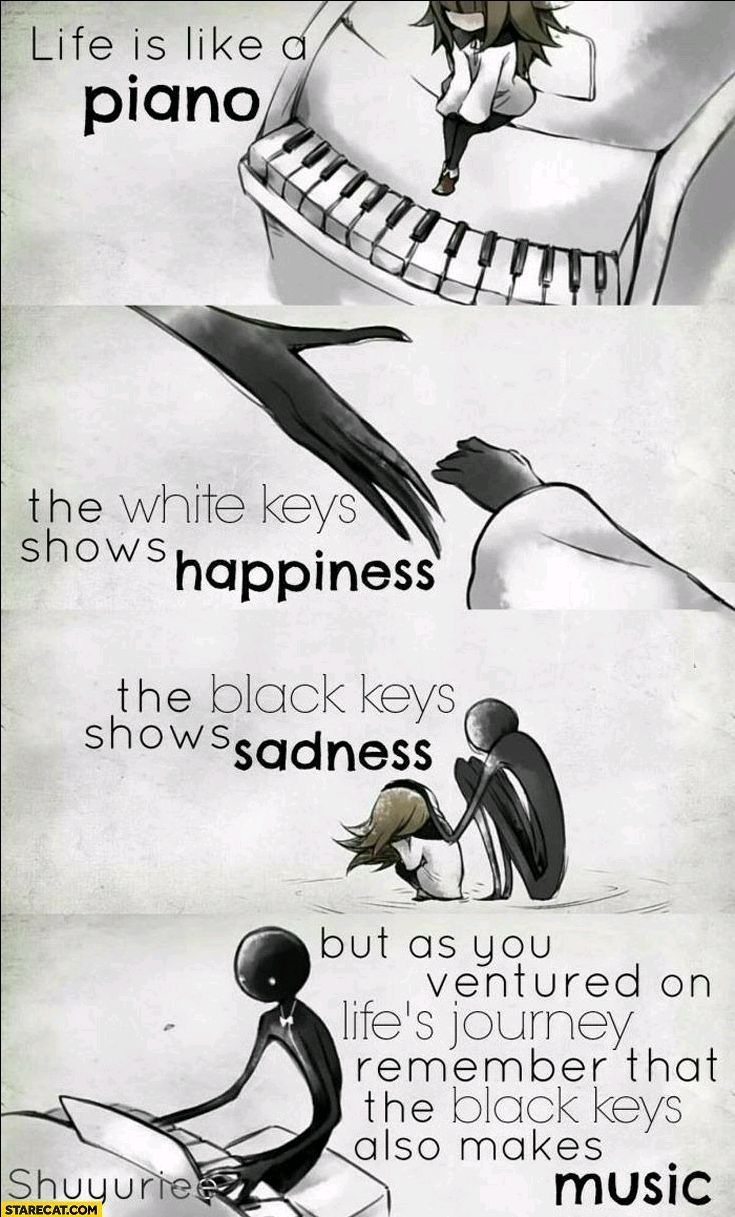 Life is like a
piano
the white keys
shows happiness
the black keys
shows sadness
but as you
ventured on
life's journey
remember that
the black keys
also makes
music
Shuyuriee
STARECAT.COM